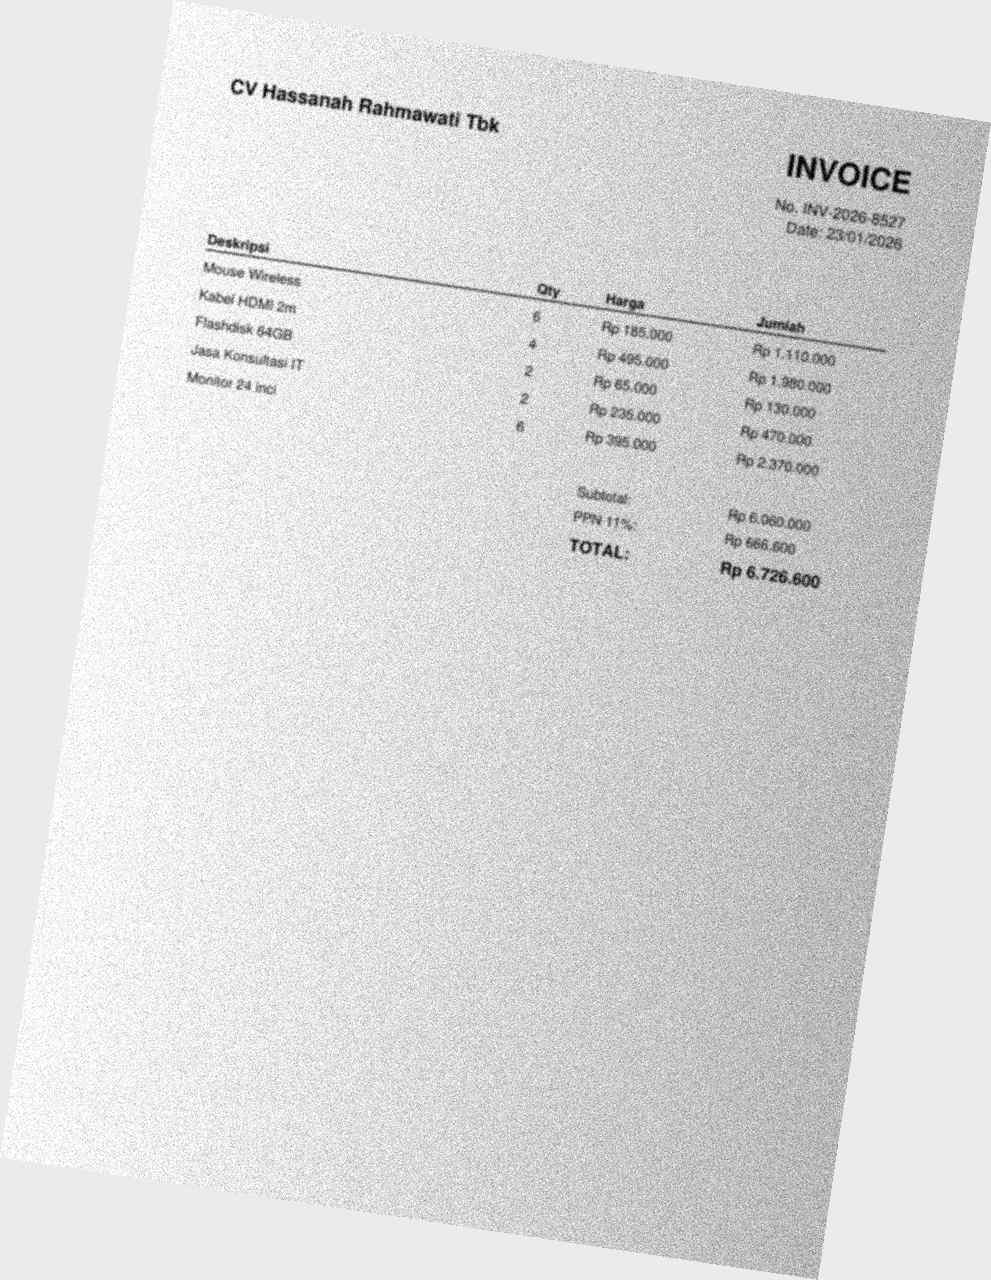 CV Hassanah Rahmawati Tbk
INVOICE
No. INV-2026-8527
Date: 23/01/2026
Deskripsi Qty Harga Jumlah
Mouse Wireless 6 Rp 185.000 Rp 1.110.000
Kabel HDMI 2m 4 Rp 495.000 Rp 1.980.000
Flashdisk 64GB 2 Rp 65.000 Rp 130.000
Jasa Konsultasi IT 2 Rp 235.000 Rp 470.000
Monitor 24 inci 6 Rp 395.000 Rp 2.370.000
Subtotal: Rp 6.060.000
PPN 11%: Rp 666.600
TOTAL: Rp 6.726.600